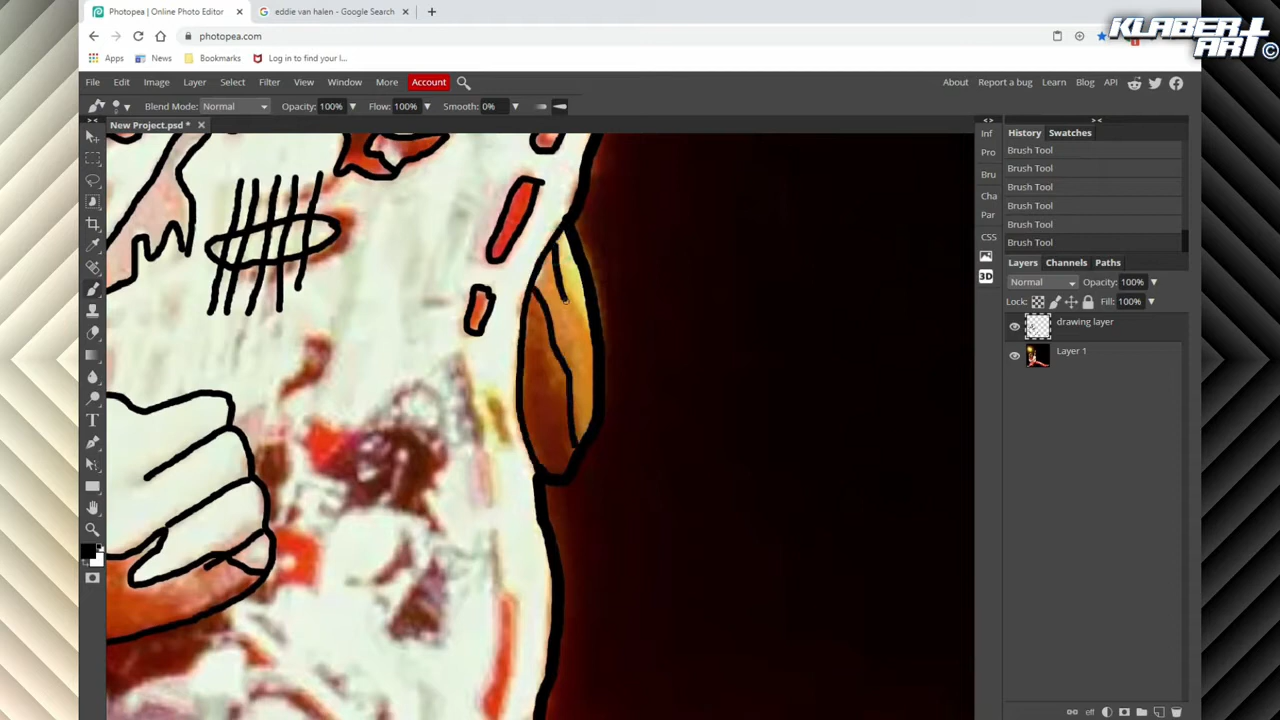 Photopea | Online Photo Editor
eddie van halen - Google Search
KLABERT
ART©
photopea.com
1
Apps
News
Bookmarks
Log in to find your l...
File Edit Image Layer Select Filter View Window More Account
About Report a bug Learn Blog API
Blend Mode: Normal Opacity: 100% Flow: 100% Smooth: 0%
New Project.psd *
Inf
Pro
Bru
Cha
Par
CSS
3D
History Swatches
Brush Tool
Brush Tool
Brush Tool
Brush Tool
Brush Tool
Brush Tool
Layers Channels Paths
Normal Opacity: 100%
Lock: Fill: 100%
drawing layer
Layer 1
eff